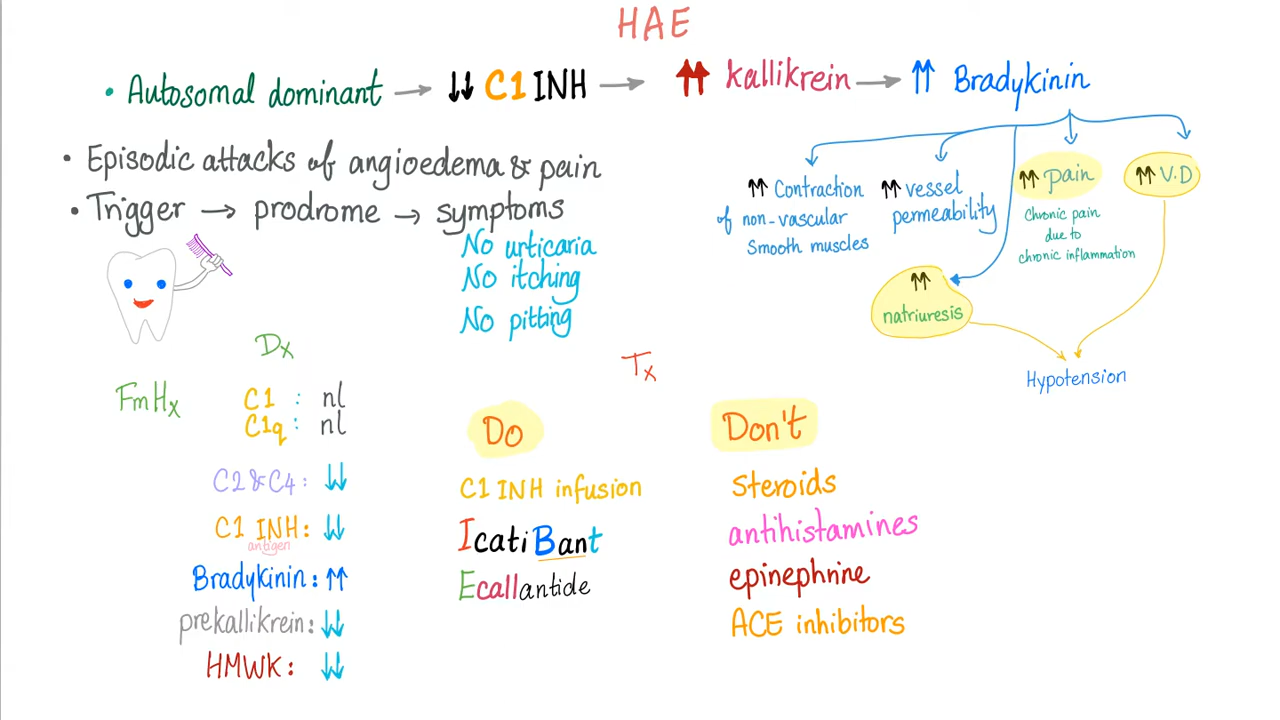 HAE
• Autosomal dominant → ↓↓ C1 INH → ↑↑ kallikrein → ↑↑ Bradykinin
• Episodic attacks of angioedema & pain
• Trigger → prodrome → symptoms
No urticaria
No itching
No pitting
↑↑ Contraction
of non-vascular
Smooth muscles
↑↑ vessel
permeability
↑↑ pain
chronic pain
due to
chronic inflammation
↑↑ V.D
↑↑
natriuresis
Hypotension
Dx
FmHx
C1 : nl
C1q : nl
C2 & C4 : ↓↓
C1 INH : ↓↓
antigen
Bradykinin : ↑↑
prekallikrein : ↓↓
HMWK : ↓↓
Tx
Do
C1 INH infusion
IcatiBant
Ecallantide
Don't
steroids
antihistamines
epinephrine
ACE inhibitors